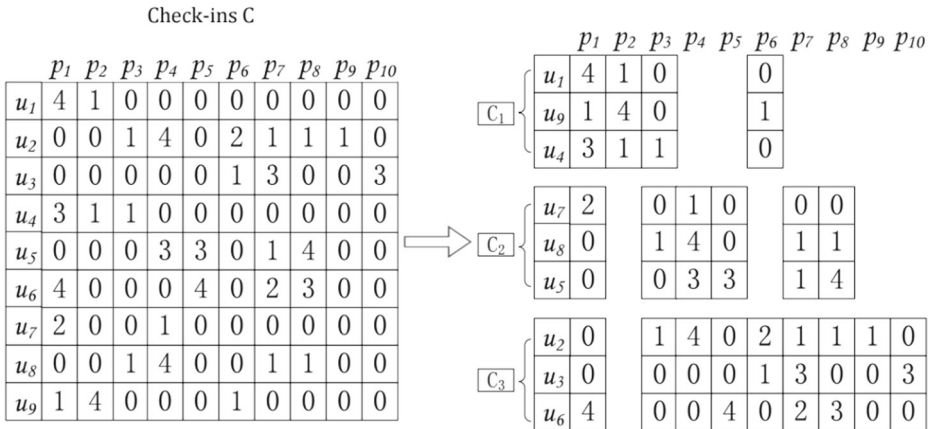 Check-ins C
p1 p2 p3 p4 p5 p6 p7 p8 p9 p10
u1 4 1 0 0 0 0 0 0 0 0
u2 0 0 1 4 0 2 1 1 1 0
u3 0 0 0 0 0 1 3 0 0 3
u4 3 1 1 0 0 0 0 0 0 0
u5 0 0 0 3 3 0 1 4 0 0
u6 4 0 0 0 4 0 2 3 0 0
u7 2 0 0 1 0 0 0 0 0 0
u8 0 0 1 4 0 0 1 1 0 0
u9 1 4 0 0 0 1 0 0 0 0
p1 p2 p3 p4 p5 p6 p7 p8 p9 p10
C1
u1 4 1 0 0
u9 1 4 0 1
u4 3 1 1 0
C2
u7 2 0 1 0 0 0
u8 0 1 4 0 1 1
u5 0 0 3 3 1 4
C3
u2 0 1 4 0 2 1 1 1 0
u3 0 0 0 0 1 3 0 0 3
u6 4 0 0 4 0 2 3 0 0